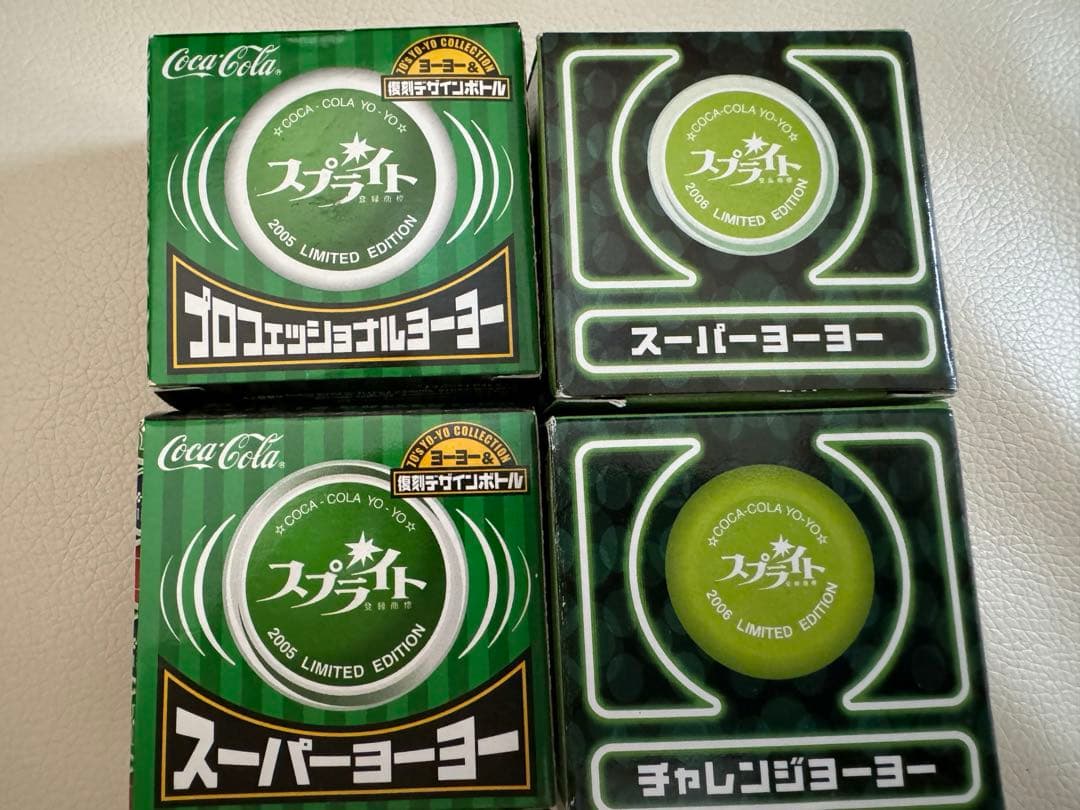 Coca-Cola
70's YO-YO COLLECTION
ヨーヨー&
復刻デザインボトル
☆COCA-COLA YO-YO☆
スプライト
登録商標
2005 LIMITED EDITION
プロフェッショナルヨーヨー
☆COCA-COLA YO-YO☆
スプライト
登録商標
2006 LIMITED EDITION
スーパーヨーヨー
Coca-Cola
70's YO-YO COLLECTION
ヨーヨー&
復刻デザインボトル
☆COCA-COLA YO-YO☆
スプライト
登録商標
2005 LIMITED EDITION
スーパーヨーヨー
☆COCA-COLA YO-YO☆
スプライト
登録商標
2006 LIMITED EDITION
チャレンジヨーヨー